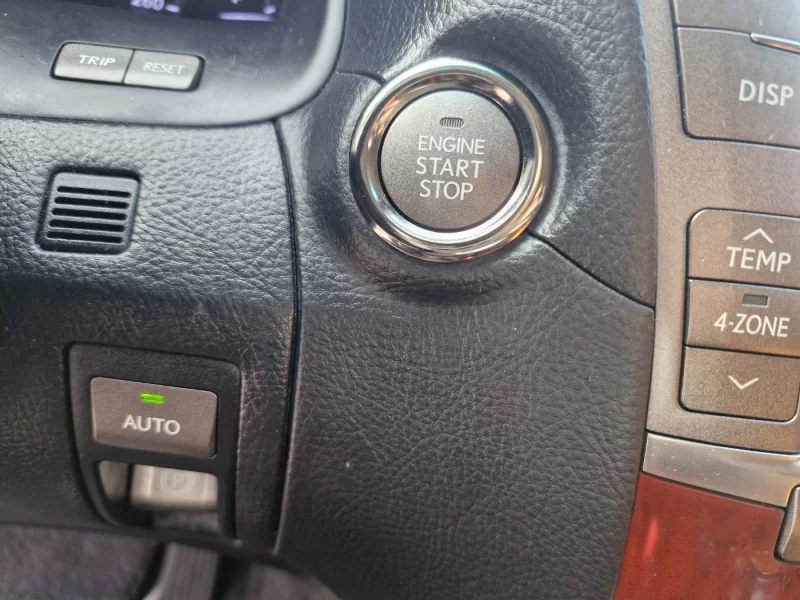 TRIP RESET
ENGINE
START
STOP
DISP
TEMP
4-ZONE
AUTO
P